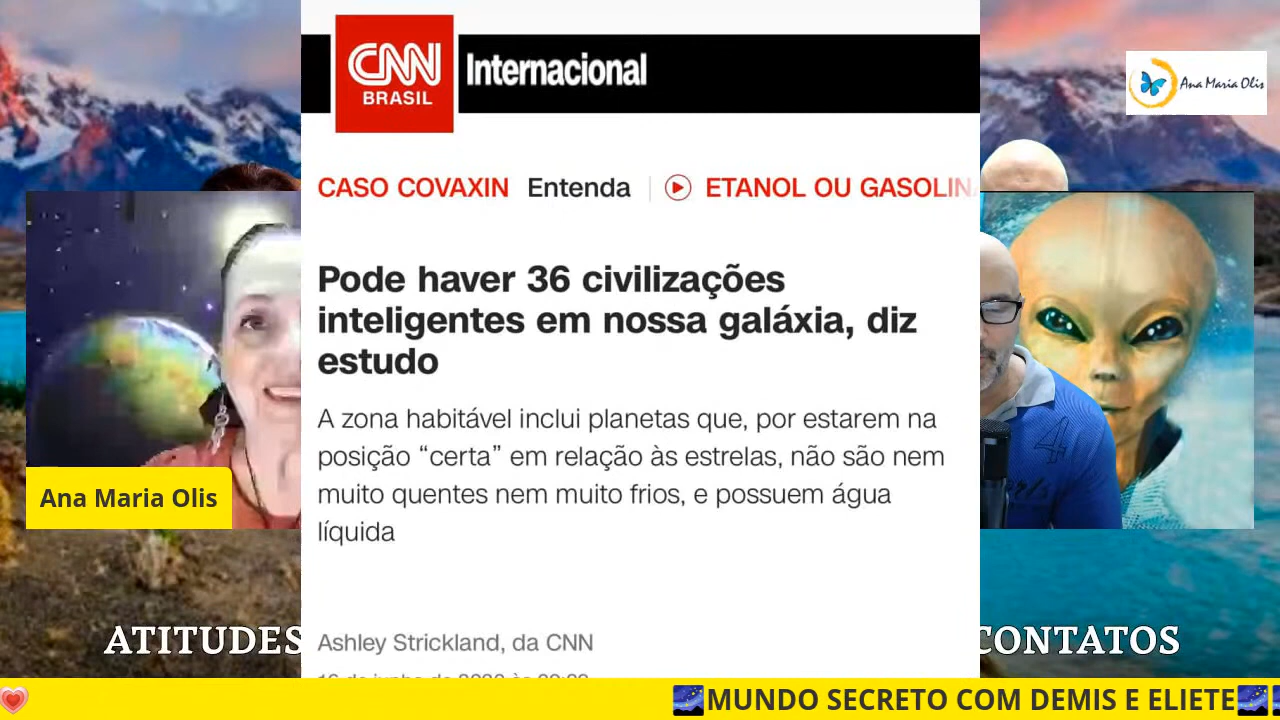 CNN
BRASIL
Internacional
Ana Maria Olis
CASO COVAXIN Entenda ETANOL OU GASOLIN
Pode haver 36 civilizações
inteligentes em nossa galáxia, diz
estudo
A zona habitável inclui planetas que, por estarem na
posição “certa” em relação às estrelas, não são nem
muito quentes nem muito frios, e possuem água
líquida
Ana Maria Olis
4
ATITUDES
CONTATOS
Ashley Strickland, da CNN
MUNDO SECRETO COM DEMIS E ELIETE